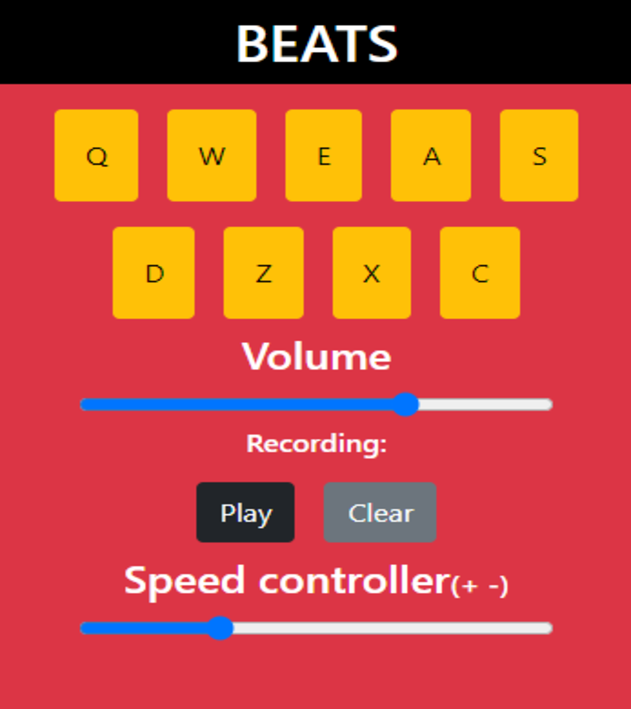 BEATS
Q W E A S
D Z X C
Volume
Recording:
Play Clear
Speed controller(+ -)